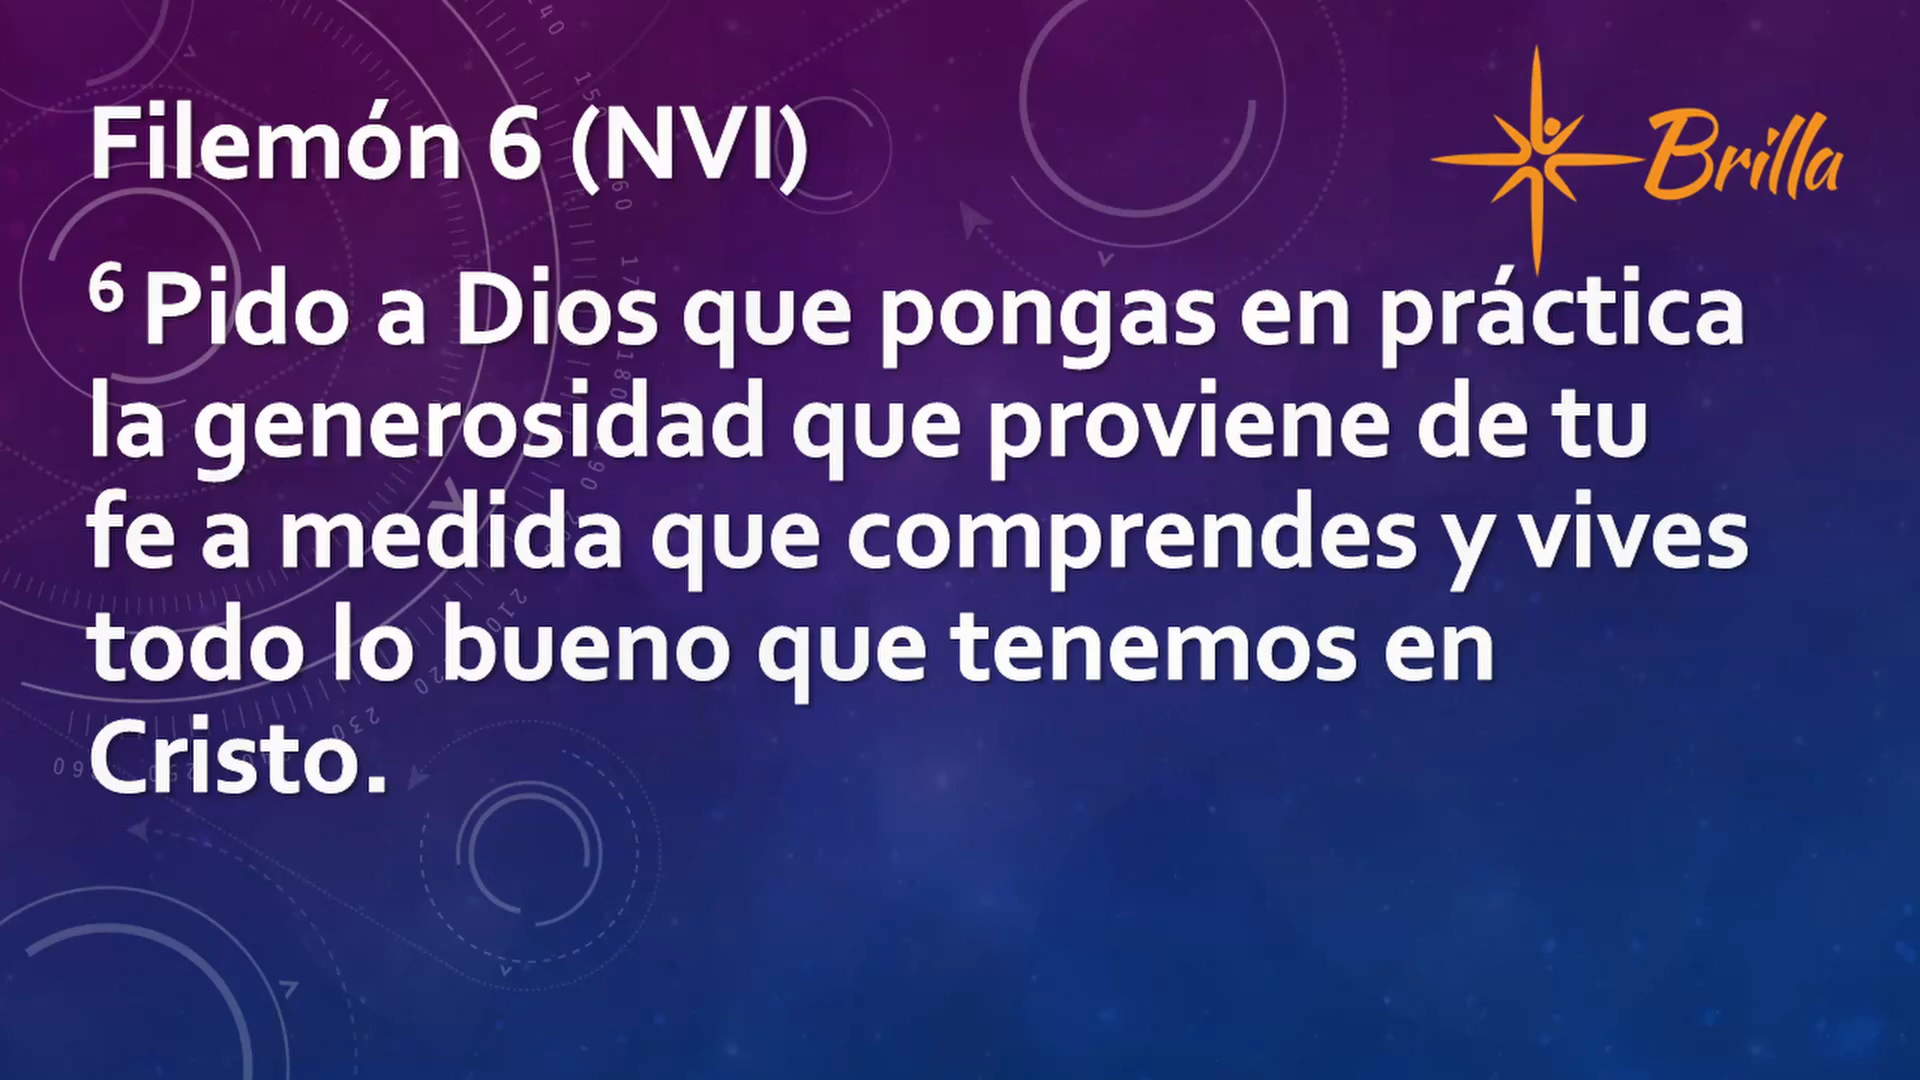 Filemón 6 (NVI)
Brilla
6 Pido a Dios que pongas en práctica
la generosidad que proviene de tu
fe a medida que comprendes y vives
todo lo bueno que tenemos en
Cristo.